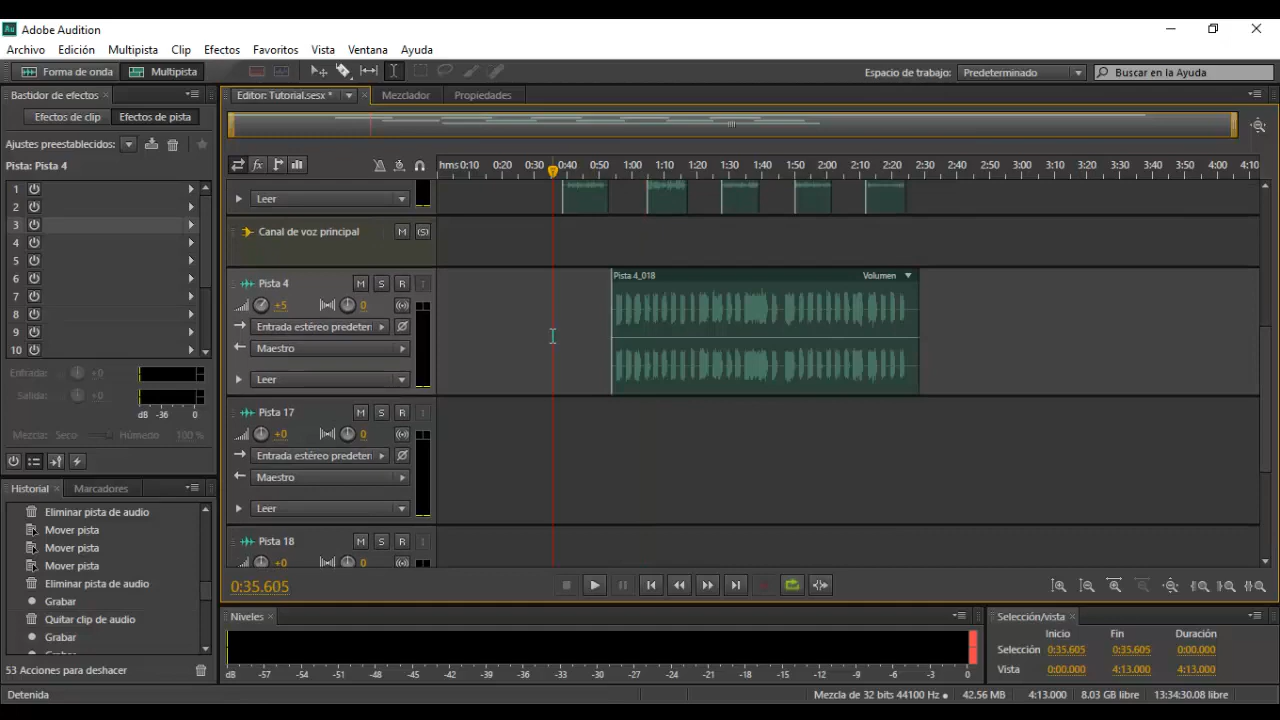 Adobe Audition
Archivo Edición Multipista Clip Efectos Favoritos Vista Ventana Ayuda
Forma de onda Multipista Espacio de trabajo: Predeterminado Buscar en la Ayuda
Bastidor de efectos Editor: Tutorial.sesx * Mezclador Propiedades
Efectos de clip Efectos de pista
Ajustes preestablecidos:
Pista: Pista 4
1
2
3
4
5
6
7
8
9
10
Entrada: +0
Salida: +0
dB -36 0
Mezcla: Seco Húmedo 100 %
Historial Marcadores
Eliminar pista de audio
Mover pista
Mover pista
Mover pista
Eliminar pista de audio
Grabar
Quitar clip de audio
Grabar
53 Acciones para deshacer
Detenida
fx
hms 0:10 0:20 0:30 0:40 0:50 1:00 1:10 1:20 1:30 1:40 1:50 2:00 2:10 2:20 2:30 2:40 2:50 3:00 3:10 3:20 3:30 3:40 3:50 4:00 4:10
Leer
Canal de voz principal M (S)
Pista 4 M S R I
+5 0
Entrada estéreo predeter
Maestro
Leer
Pista 4_018 Volumen
Pista 17 M S R I
+0 0
Entrada estéreo predeter
Maestro
Leer
Pista 18 M S R I
+0 0
0:35.605
Niveles
dB -57 -54 -51 -48 -45 -42 -39 -36 -33 -30 -27 -24 -21 -18 -15 -12 -9 -6 -3 0
Selección/vista
Inicio Fin Duración
Selección 0:35.605 0:35.605 0:00.000
Vista 0:00.000 4:13.000 4:13.000
Mezcla de 32 bits 44100 Hz 42.56 MB 4:13.000 8.03 GB libre 13:34:30.08 libre